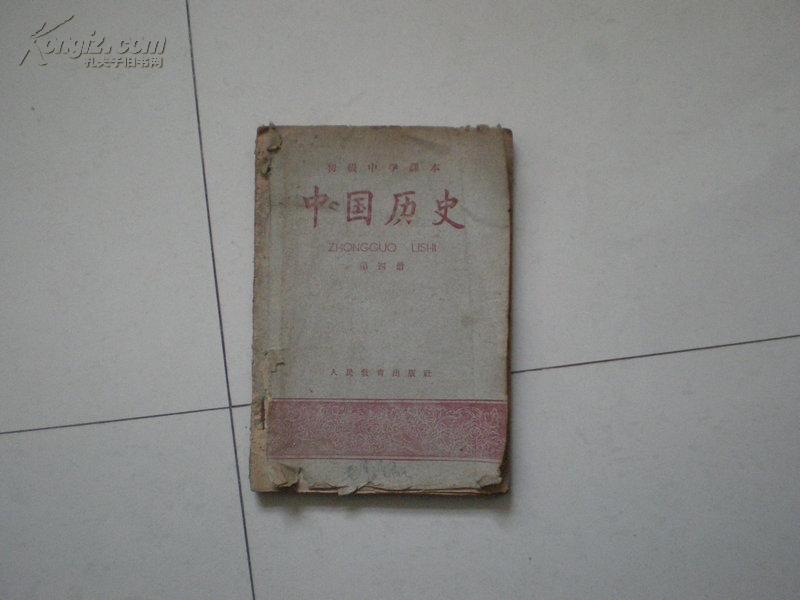 Kongfz.com
孔夫子旧书网
初级中学課本
中国历史
ZHONGGUO LISHI
第四册
人民教育出版社